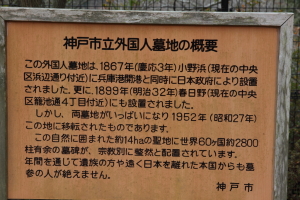 神戸市立外国人墓地の概要
この外国人墓地は、1867年(慶応3年)小野浜(現在の中央
区浜辺通り付近)に兵庫港開港と同時に日本政府により設置
されました。更に、1899年(明治32年)春日野(現在の中央
区籠池通4丁目付近)にも設置されました。
しかし、両墓地がいっぱいになり1952年(昭和27年)
この地に移転されたものであります。
この自然に囲まれた約14haの聖地に世界60ヶ国約2800
柱有余の墓碑が、宗教別に整然と配置されています。
年間を通じて遺族の方や遠く日本を離れた本国からも墓
参の人が絶えません。
神戸市